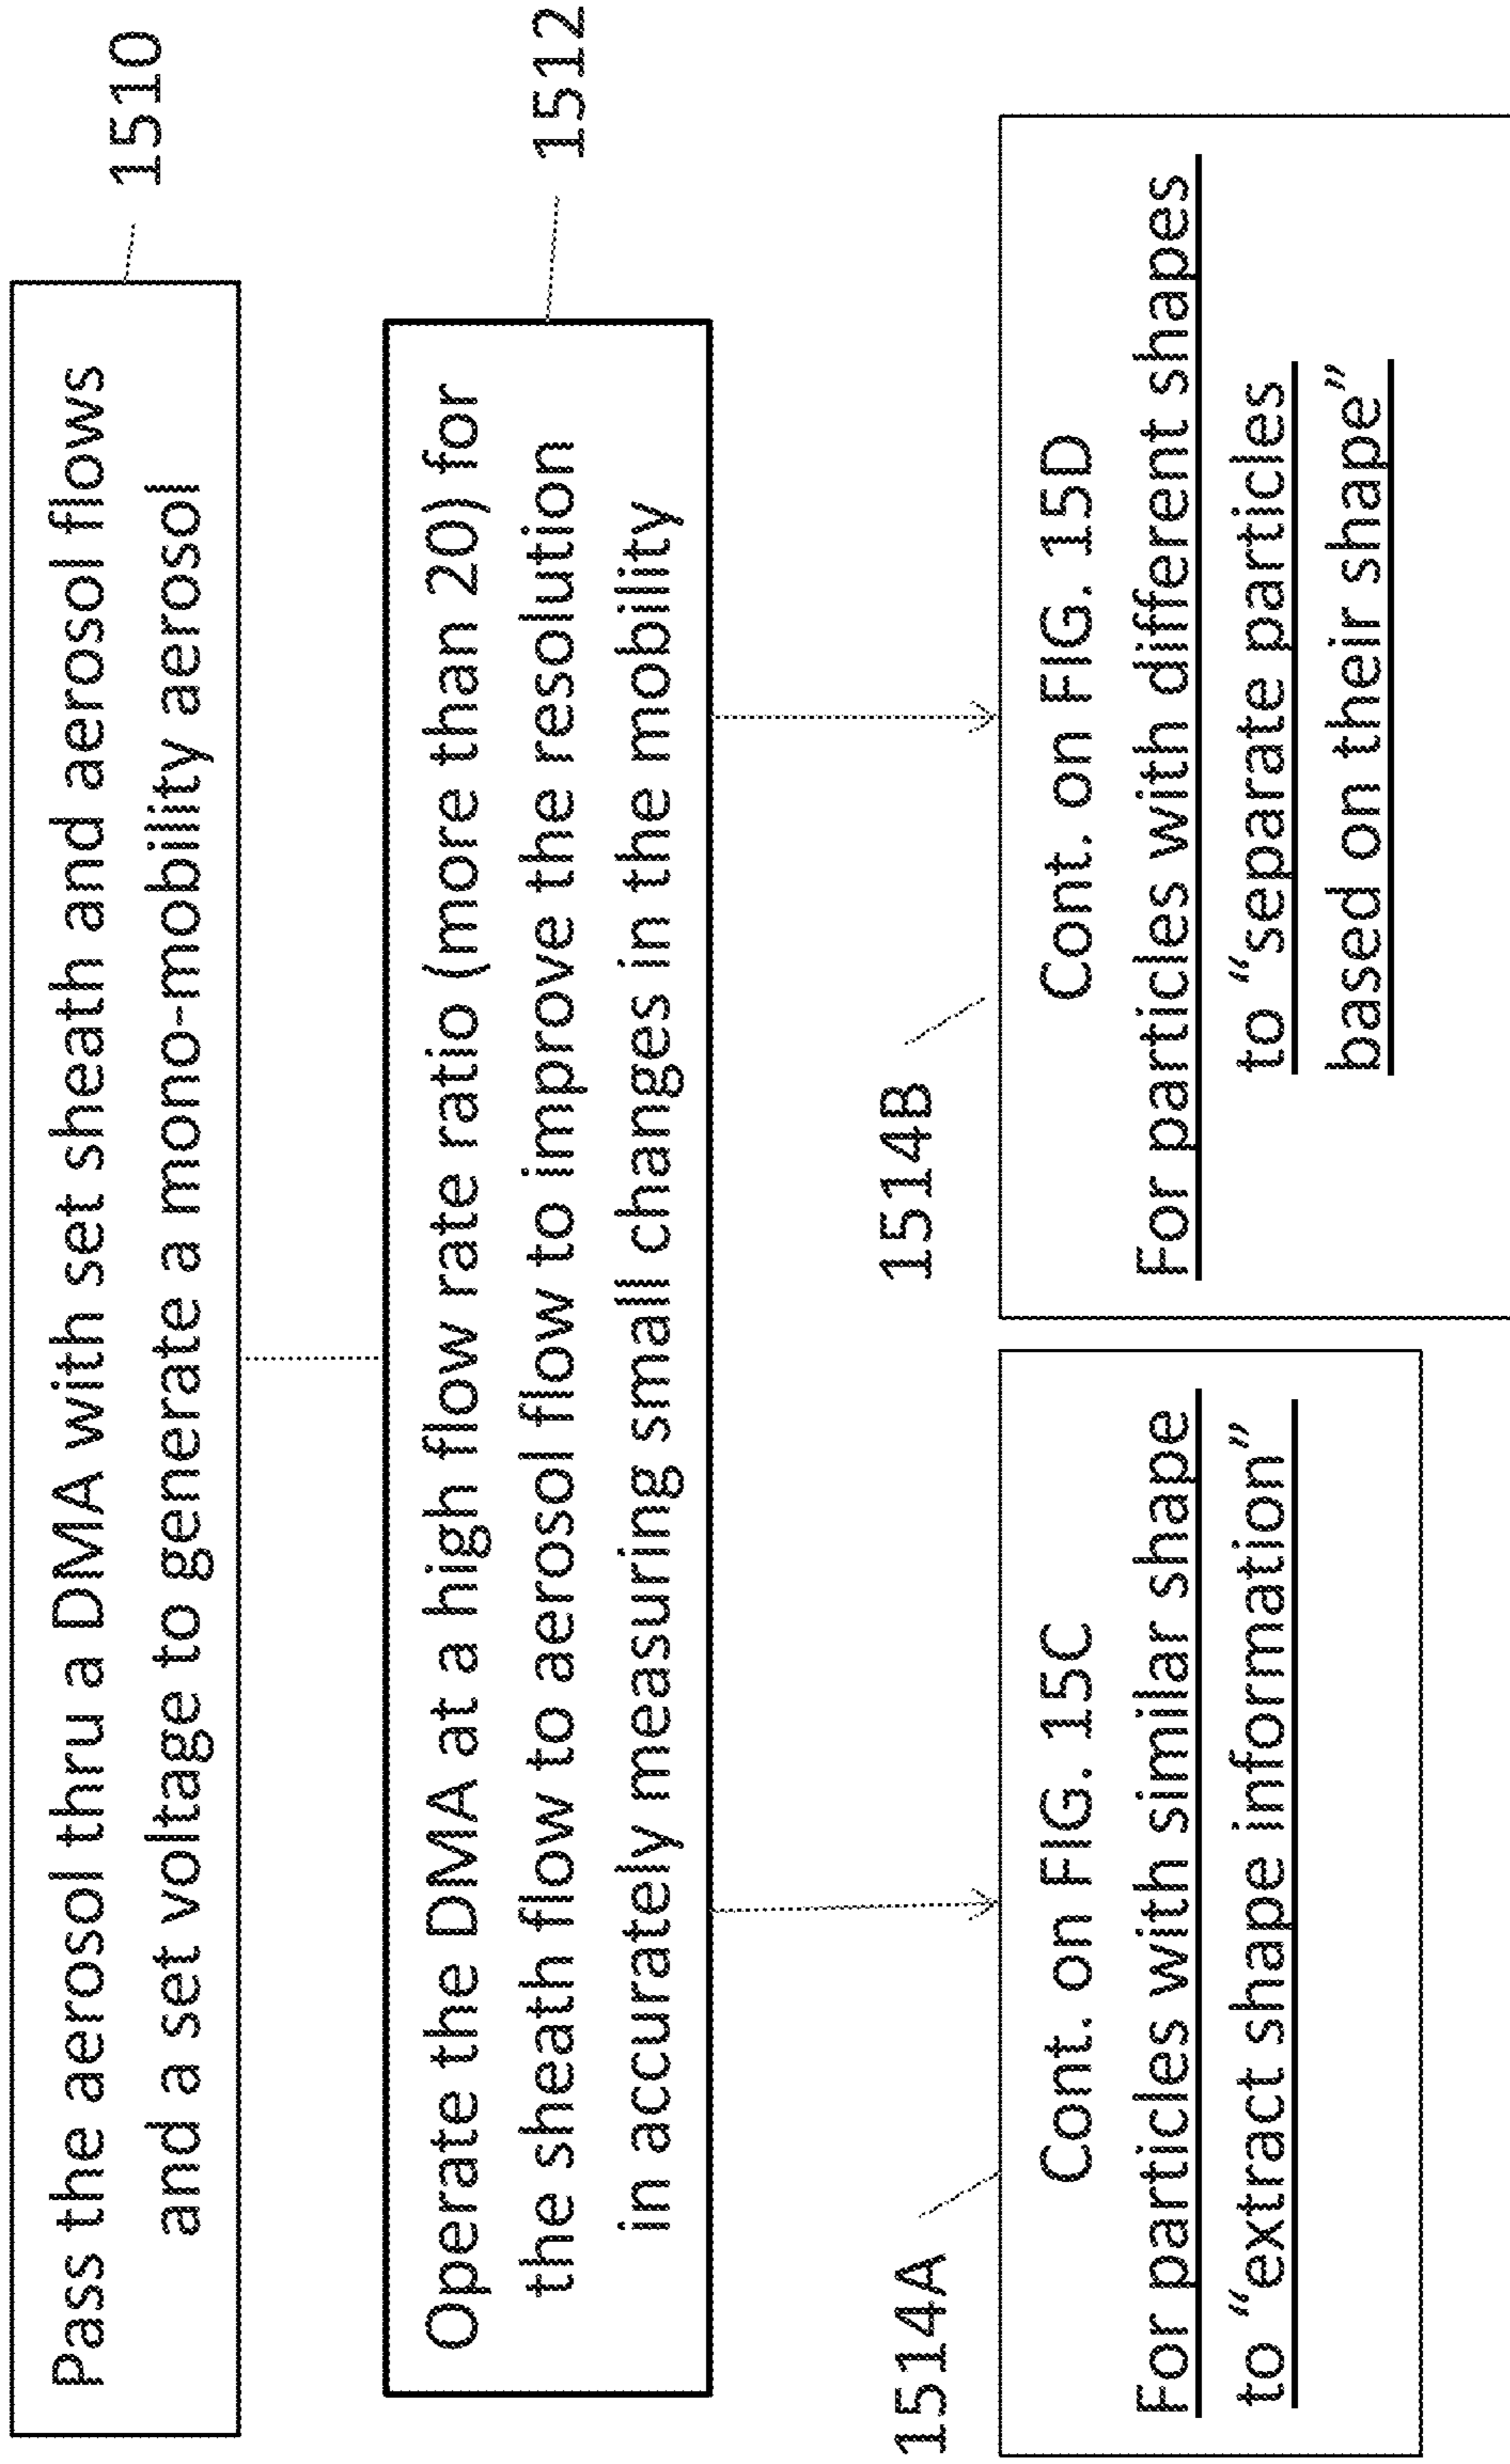 Pass the aerosol thru a DMA with set sheath and aerosol flows
and a set voltage to generate a mono-mobility aerosol
1510
Operate the DMA at a high flow rate ratio (more than 20) for
the sheath flow to aerosol flow to improve the resolution
in accurately measuring small changes in the mobility
1512
1514A
Cont. on FIG. 15C
For particles with similar shape
to “extract shape information”
1514B
Cont. on FIG. 15D
For particles with different shapes
to “separate particles
based on their shape”